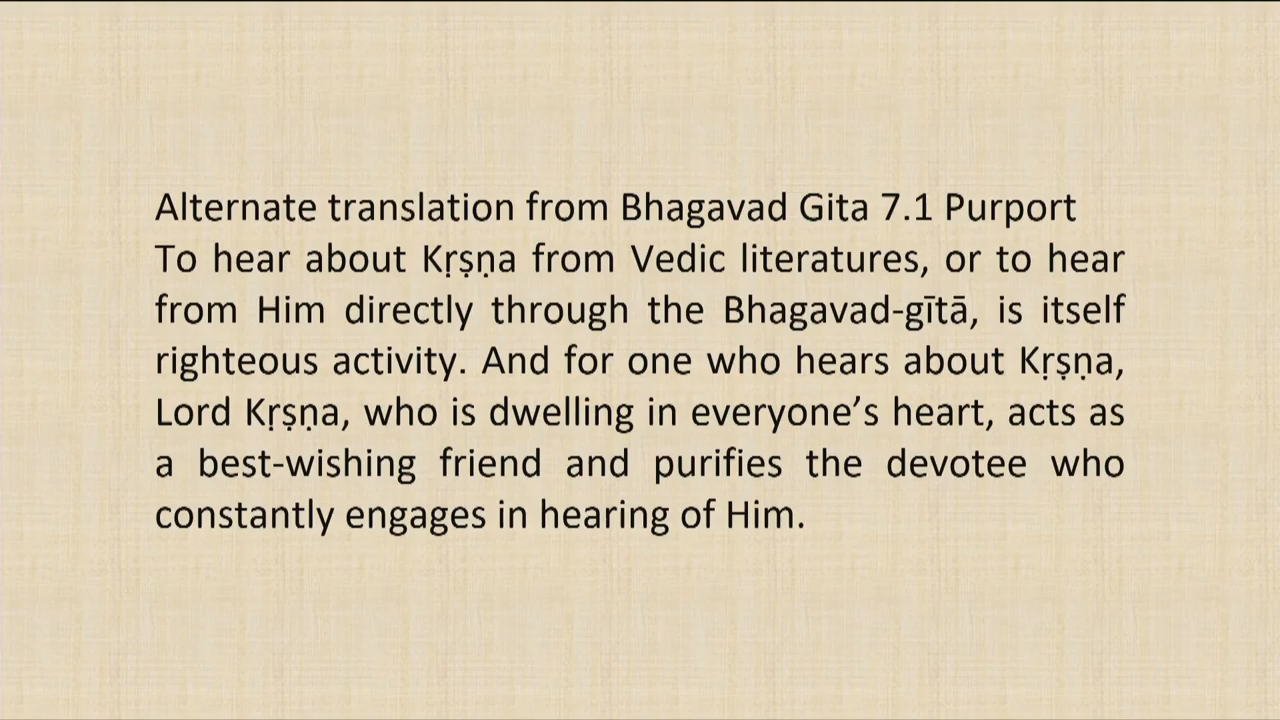 Alternate translation from Bhagavad Gita 7.1 Purport
To hear about Kṛṣṇa from Vedic literatures, or to hear
from Him directly through the Bhagavad-gītā, is itself
righteous activity. And for one who hears about Kṛṣṇa,
Lord Kṛṣṇa, who is dwelling in everyone’s heart, acts as
a best-wishing friend and purifies the devotee who
constantly engages in hearing of Him.